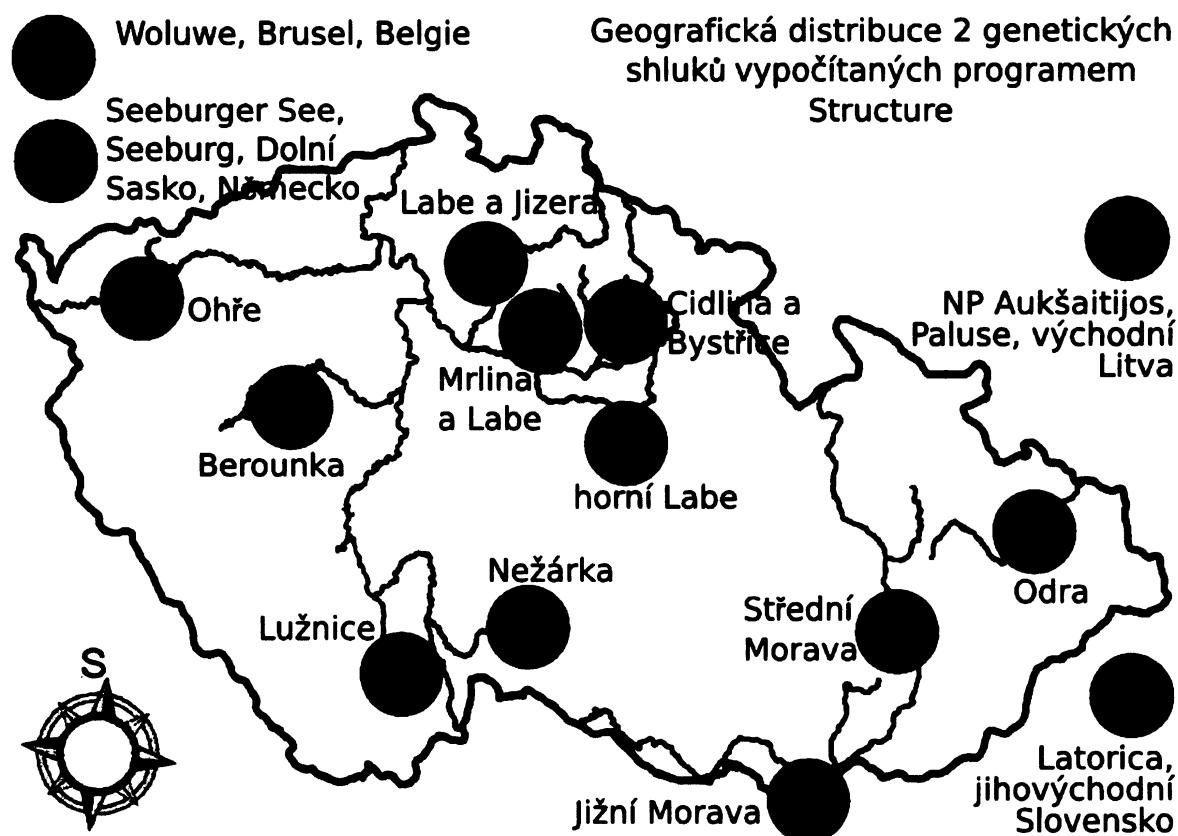 Woluwe, Brusel, Belgie
Geografická distribuce 2 genetických
shluků vypočítaných programem
Structure
Seeburger See,
Seeburg, Dolní
Sasko, Německo
Labe a Jizera
Ohře
Cidlina a
Bystřice
NP Aukšaitijos,
Paluse, východní
Litva
Mrlina
a Labe
Berounka
horní Labe
Nežárka
Odra
Střední
Morava
Lužnice
S
Latorica,
jihovýchodní
Slovensko
Jižní Morava